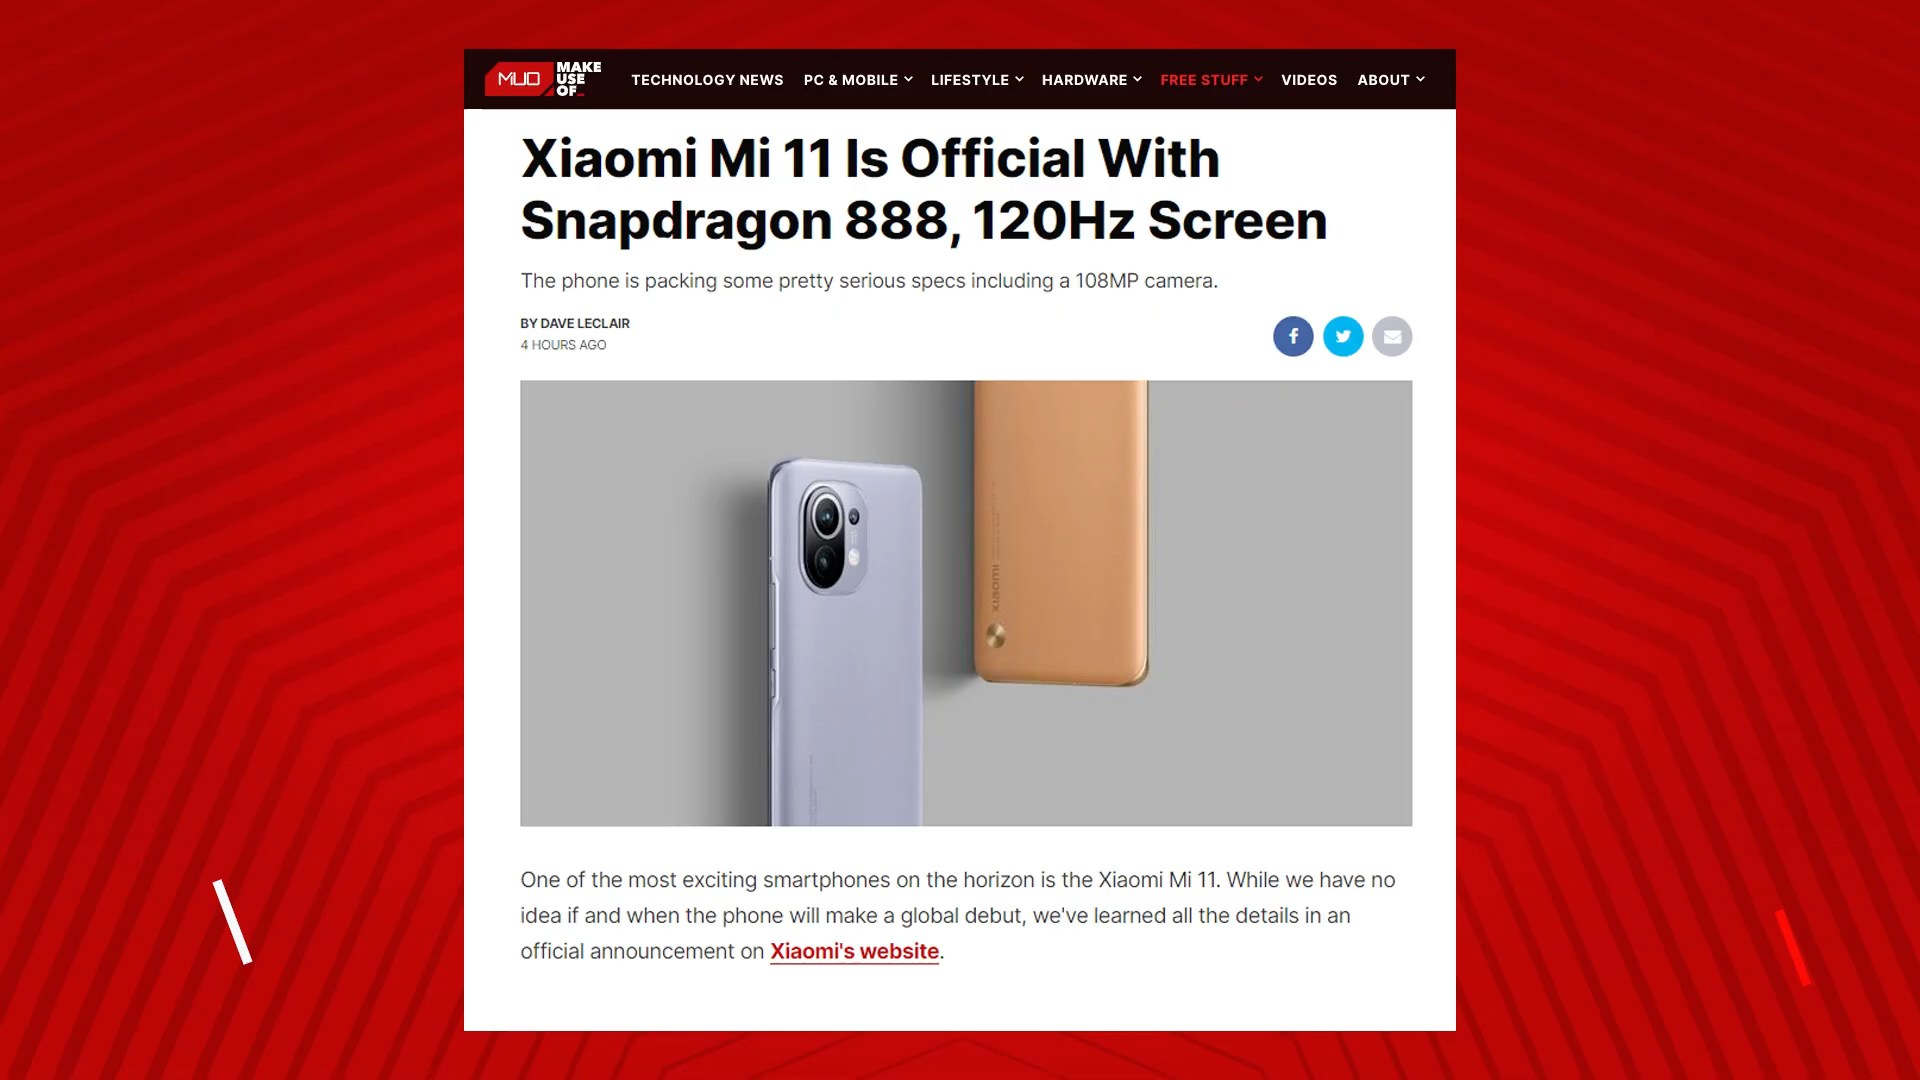 MUO
MAKE
USE
OF_
TECHNOLOGY NEWS PC & MOBILE LIFESTYLE HARDWARE FREE STUFF VIDEOS ABOUT
Xiaomi Mi 11 Is Official With
Snapdragon 888, 120Hz Screen
The phone is packing some pretty serious specs including a 108MP camera.
BY DAVE LECLAIR
4 HOURS AGO
xiaomi
One of the most exciting smartphones on the horizon is the Xiaomi Mi 11. While we have no
idea if and when the phone will make a global debut, we've learned all the details in an
official announcement on Xiaomi's website.